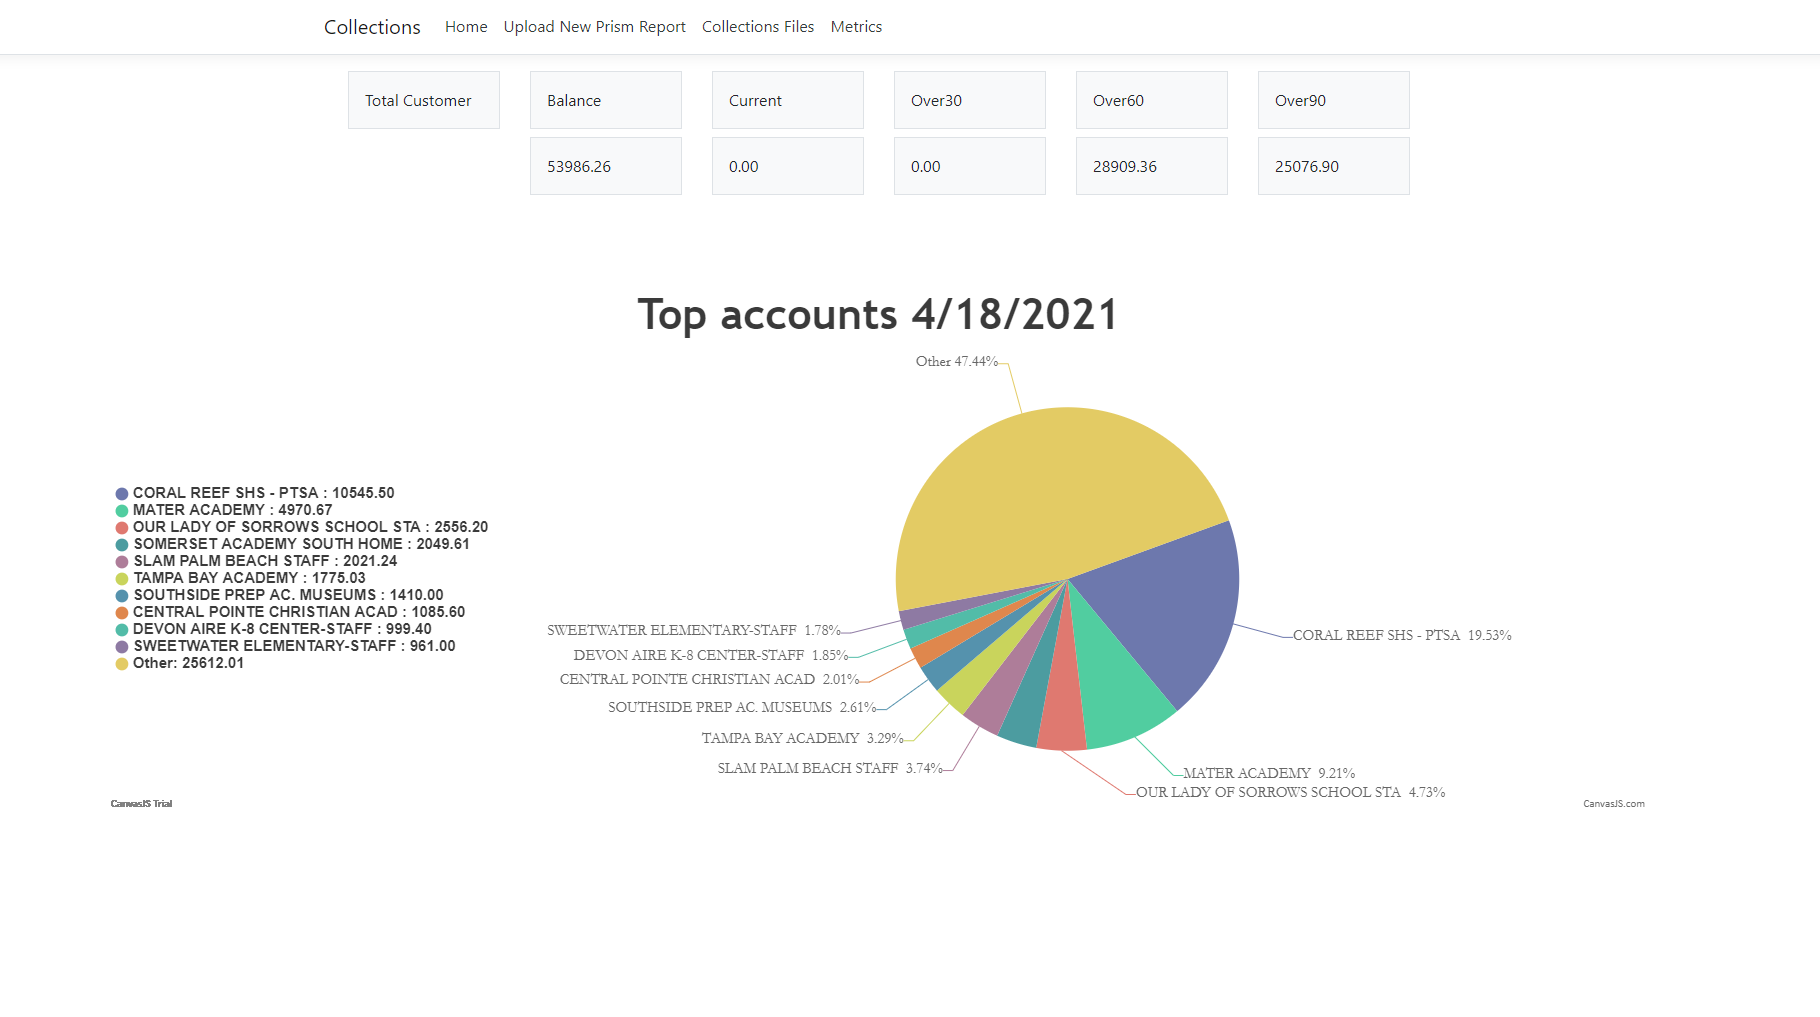 Collections Home Upload New Prism Report Collections Files Metrics
Total Customer Balance Current Over30 Over60 Over90
53986.26 0.00 0.00 28909.36 25076.90
Top accounts 4/18/2021
Other 47.44%
CORAL REEF SHS - PTSA : 10545.50
MATER ACADEMY : 4970.67
OUR LADY OF SORROWS SCHOOL STA : 2556.20
SOMERSET ACADEMY SOUTH HOME : 2049.61
SLAM PALM BEACH STAFF : 2021.24
TAMPA BAY ACADEMY : 1775.03
SOUTHSIDE PREP AC. MUSEUMS : 1410.00
CENTRAL POINTE CHRISTIAN ACAD : 1085.60
DEVON AIRE K-8 CENTER-STAFF : 999.40
SWEETWATER ELEMENTARY-STAFF : 961.00
Other: 25612.01
SWEETWATER ELEMENTARY-STAFF 1.78%
DEVON AIRE K-8 CENTER-STAFF 1.85%
CENTRAL POINTE CHRISTIAN ACAD 2.01%
SOUTHSIDE PREP AC. MUSEUMS 2.61%
TAMPA BAY ACADEMY 3.29%
SLAM PALM BEACH STAFF 3.74%
CORAL REEF SHS - PTSA 19.53%
MATER ACADEMY 9.21%
OUR LADY OF SORROWS SCHOOL STA 4.73%
CanvasJS Trial
CanvasJS.com